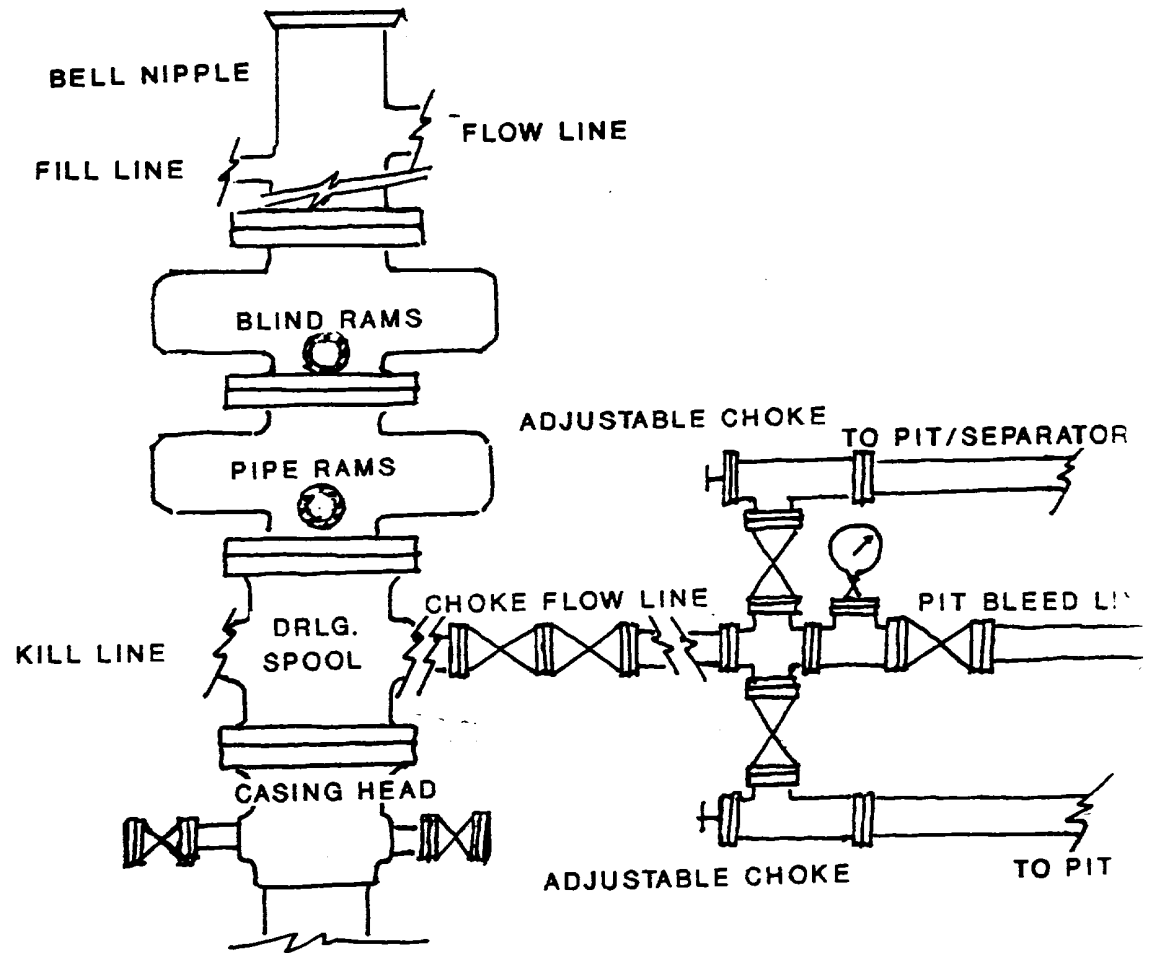 BELL NIPPLE
FLOW LINE
FILL LINE
BLIND RAMS
ADJUSTABLE CHOKE
TO PIT/SEPARATOR
PIPE RAMS
CHOKE FLOW LINE
PIT BLEED
KILL LINE
DRLG.
SPOOL
CASING HEAD
ADJUSTABLE CHOKE
TO PIT